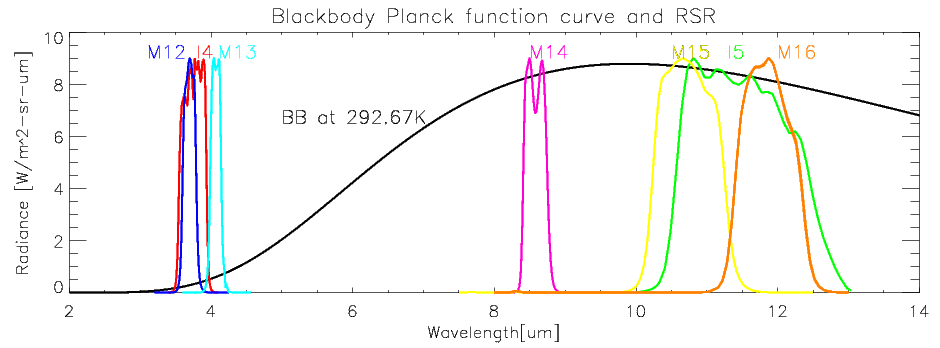 Blackbody Planck function curve and RSR
M12 I4 M13 M14 M15 I5 M16
BB at 292.67K
Radiance [W/m^2-sr-um]
10
8
6
4
2
0
2 4 6 8 10 12 14
Wavelength[um]